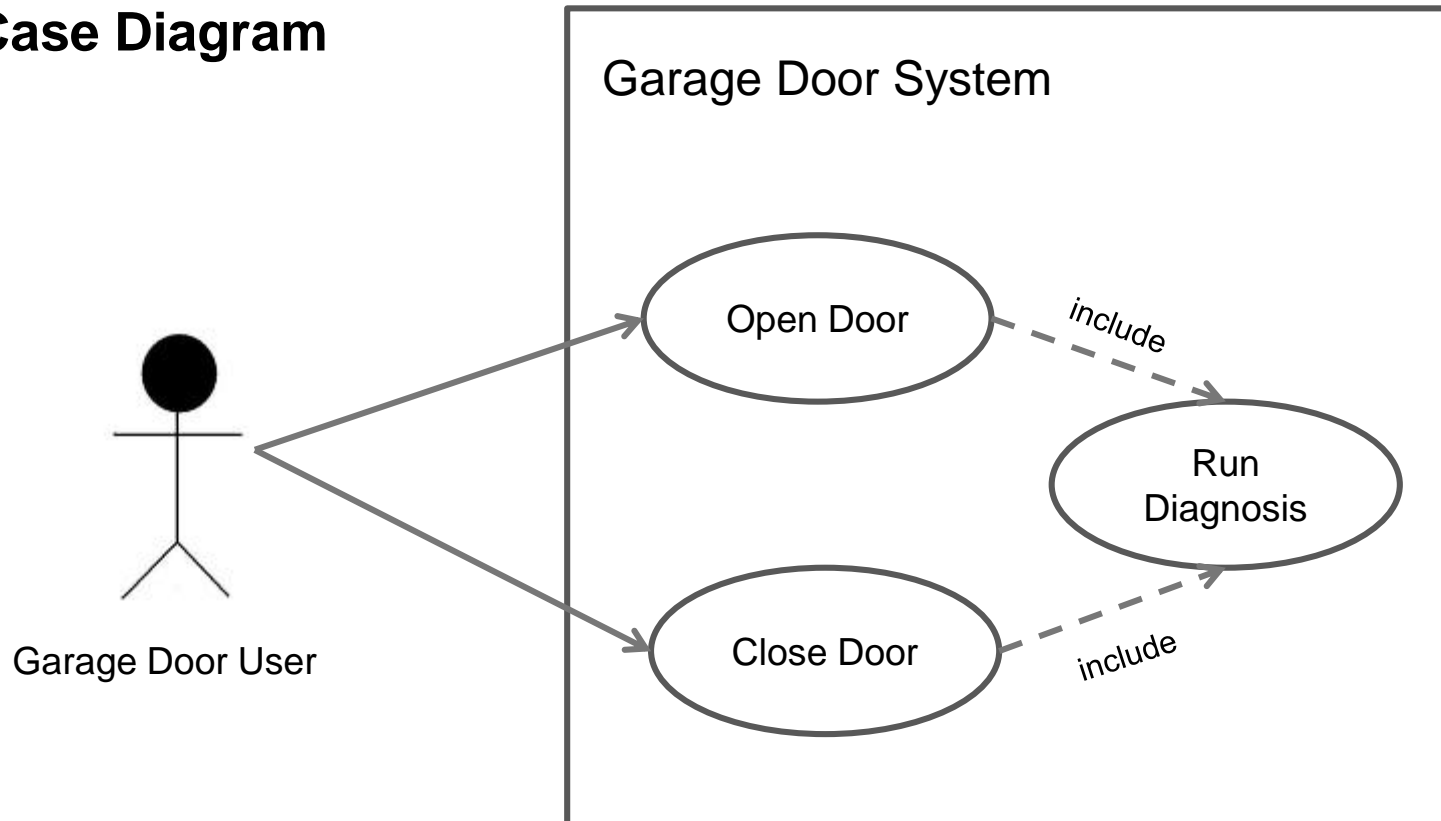 Case Diagram
Garage Door System
Open Door
include
Run
Diagnosis
Close Door
include
Garage Door User